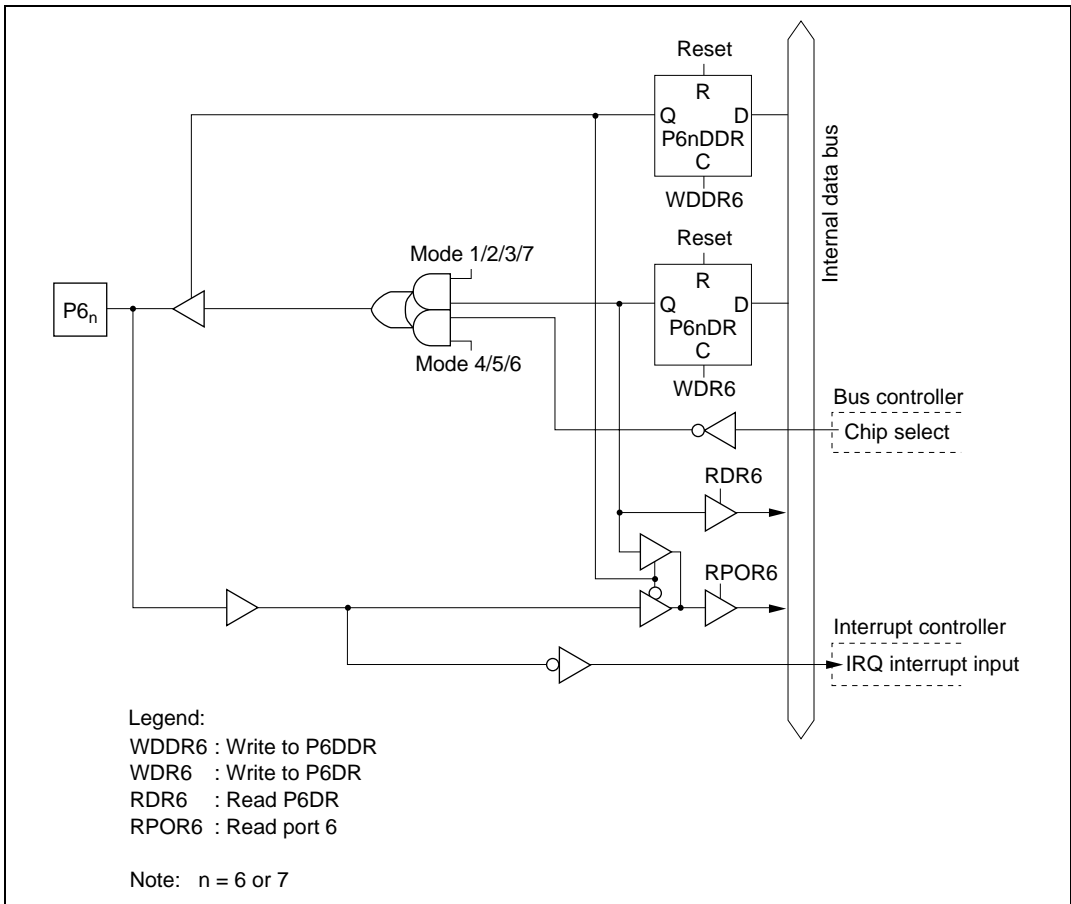 Reset
R
Q D
P6nDDR
C
WDDR6
Internal data bus
Reset
Mode 1/2/3/7
R
Q D
P6n
P6nDR
C
Mode 4/5/6
WDR6
Bus controller
Chip select
RDR6
RPOR6
Interrupt controller
IRQ interrupt input
Legend:
WDDR6 : Write to P6DDR
WDR6 : Write to P6DR
RDR6 : Read P6DR
RPOR6 : Read port 6
Note: n = 6 or 7